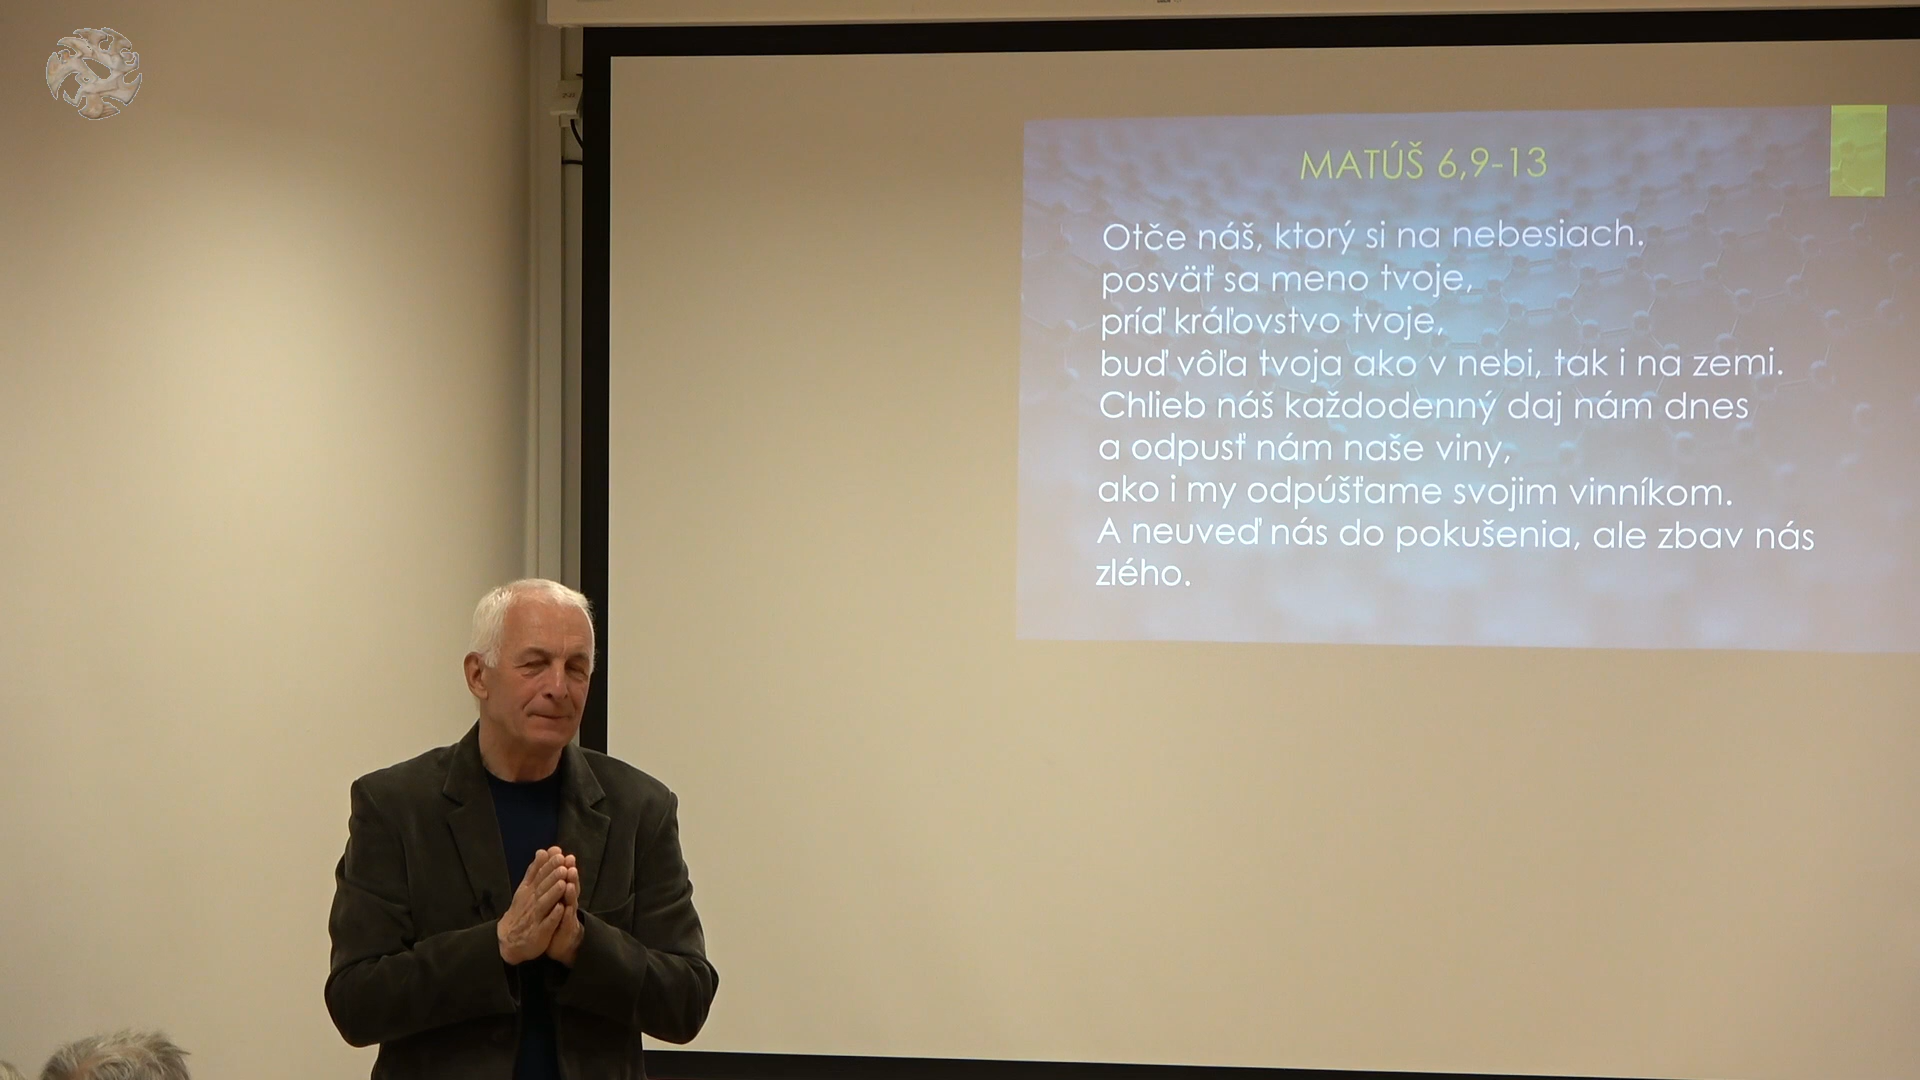 MATÚŠ 6,9-13
Otče náš, ktorý si na nebesiach.
posväť sa meno tvoje,
príď kráľovstvo tvoje,
buď vôľa tvoja ako v nebi, tak i na zemi.
Chlieb náš každodenný daj nám dnes
a odpusť nám naše viny,
ako i my odpúšťame svojim vinníkom.
A neuveď nás do pokušenia, ale zbav nás
zlého.